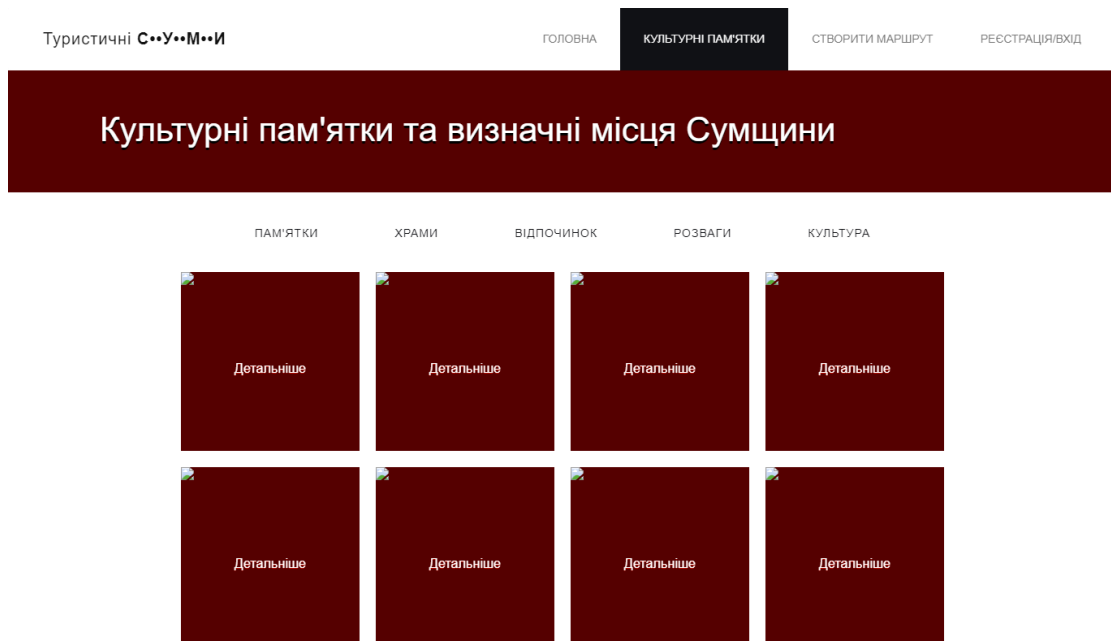 Туристичні С••У••М••И
ГОЛОВНА
КУЛЬТУРНІ ПАМ'ЯТКИ
СТВОРИТИ МАРШРУТ
РЕЄСТРАЦІЯ/ВХІД
Культурні пам'ятки та визначні місця Сумщини
ПАМ'ЯТКИ
ХРАМИ
ВІДПОЧИНОК
РОЗВАГИ
КУЛЬТУРА
Детальніше
Детальніше
Детальніше
Детальніше
Детальніше
Детальніше
Детальніше
Детальніше